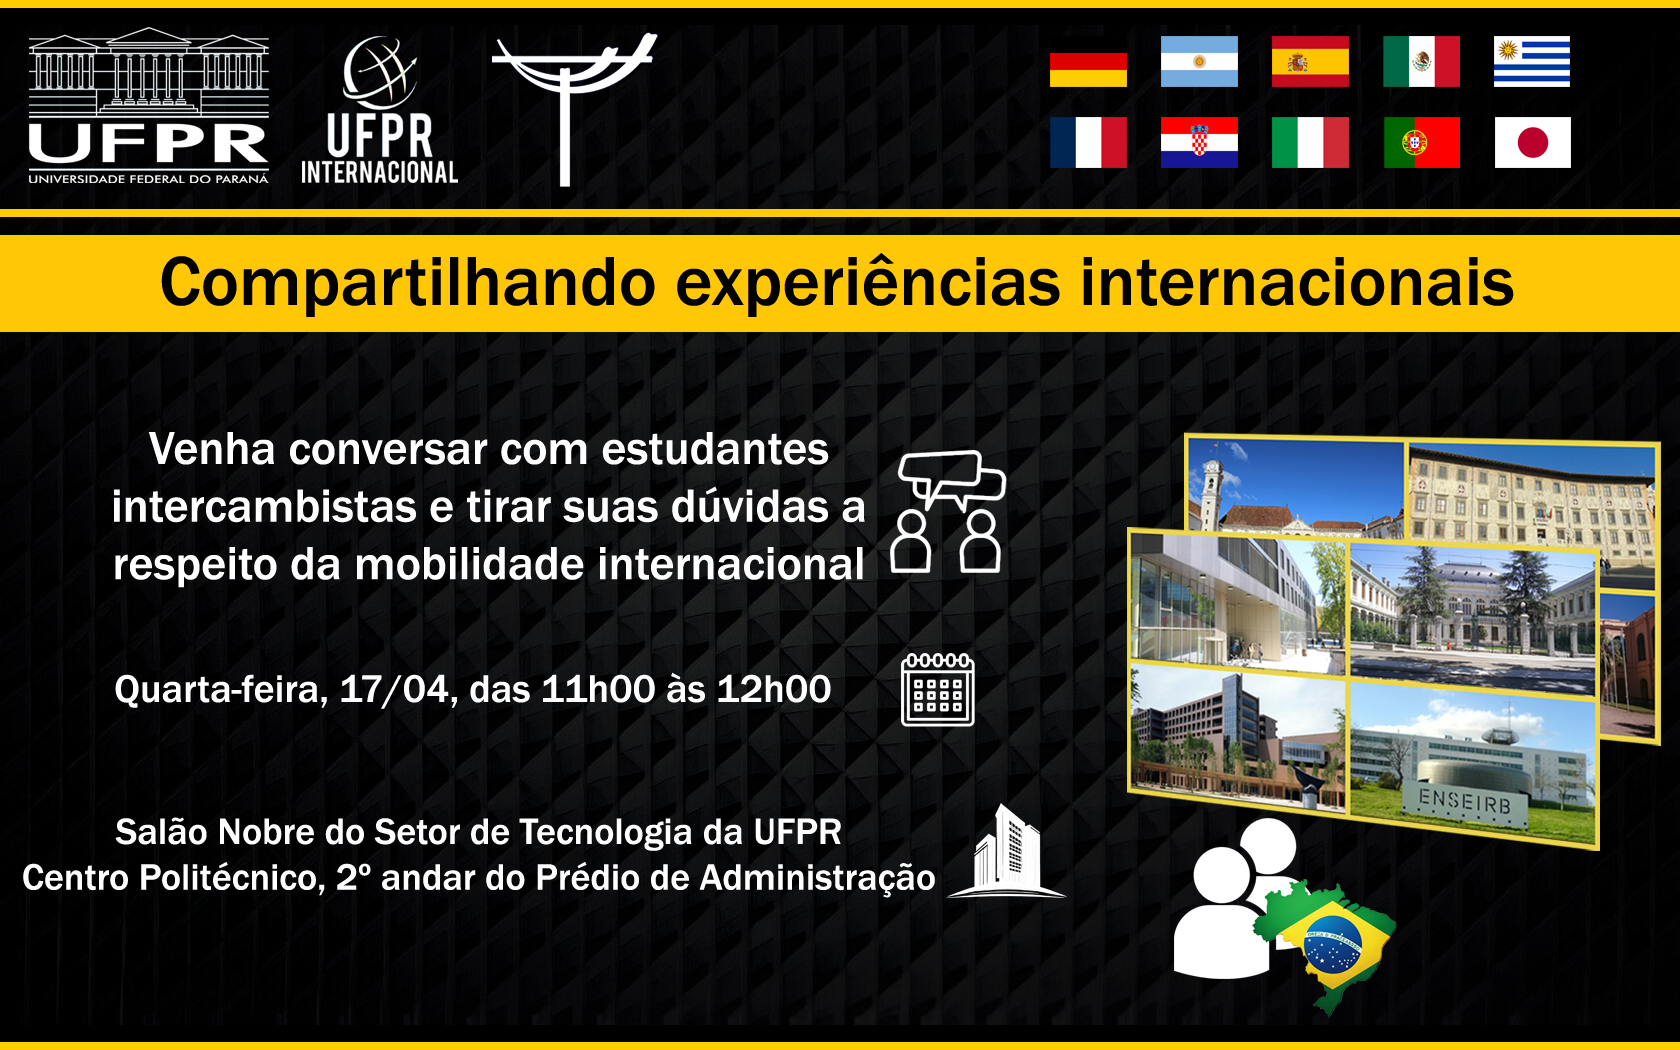 UFPR
UNIVERSIDADE FEDERAL DO PARANÁ
UFPR
INTERNACIONAL
Compartilhando experiências internacionais
Venha conversar com estudantes
intercambistas e tirar suas dúvidas a
respeito da mobilidade internacional
Quarta-feira, 17/04, das 11h00 às 12h00
Salão Nobre do Setor de Tecnologia da UFPR
Centro Politécnico, 2º andar do Prédio de Administração
ENSEIRB